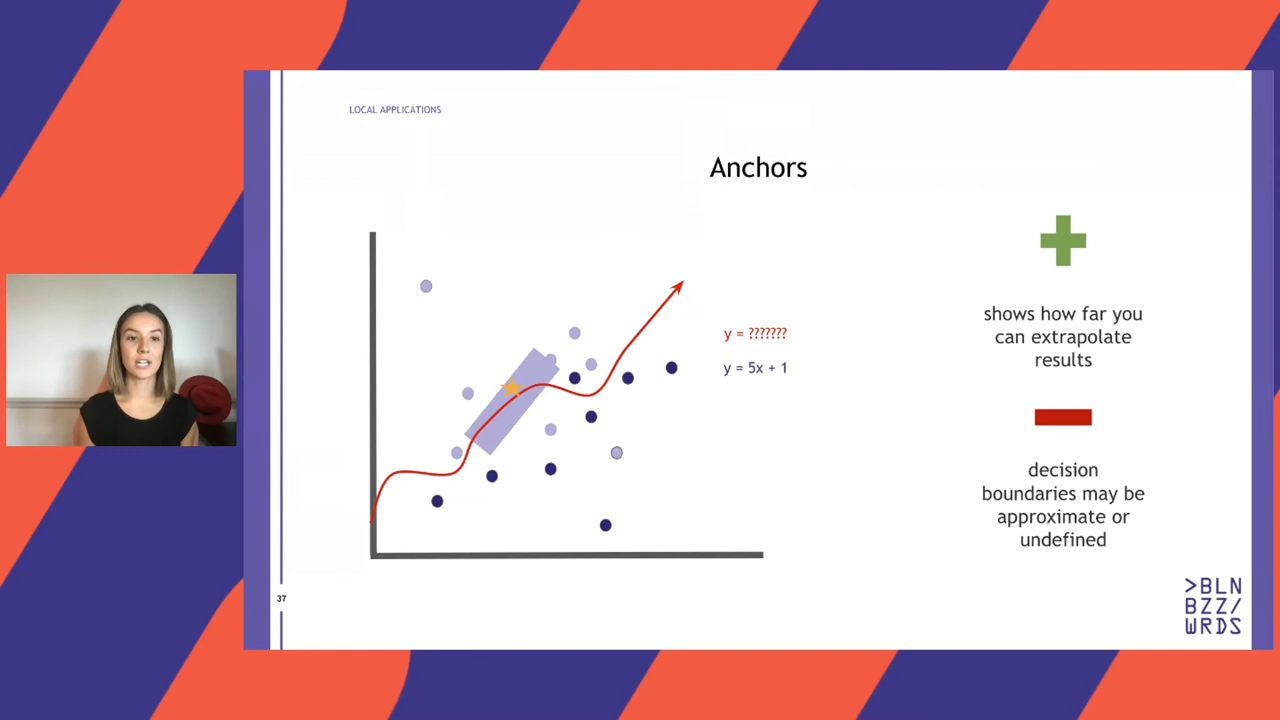 LOCAL APPLICATIONS
Anchors
y = ???????
y = 5x + 1
shows how far you
can extrapolate
results
decision
boundaries may be
approximate or
undefined
37
>BLN
BZZ/
WRDS